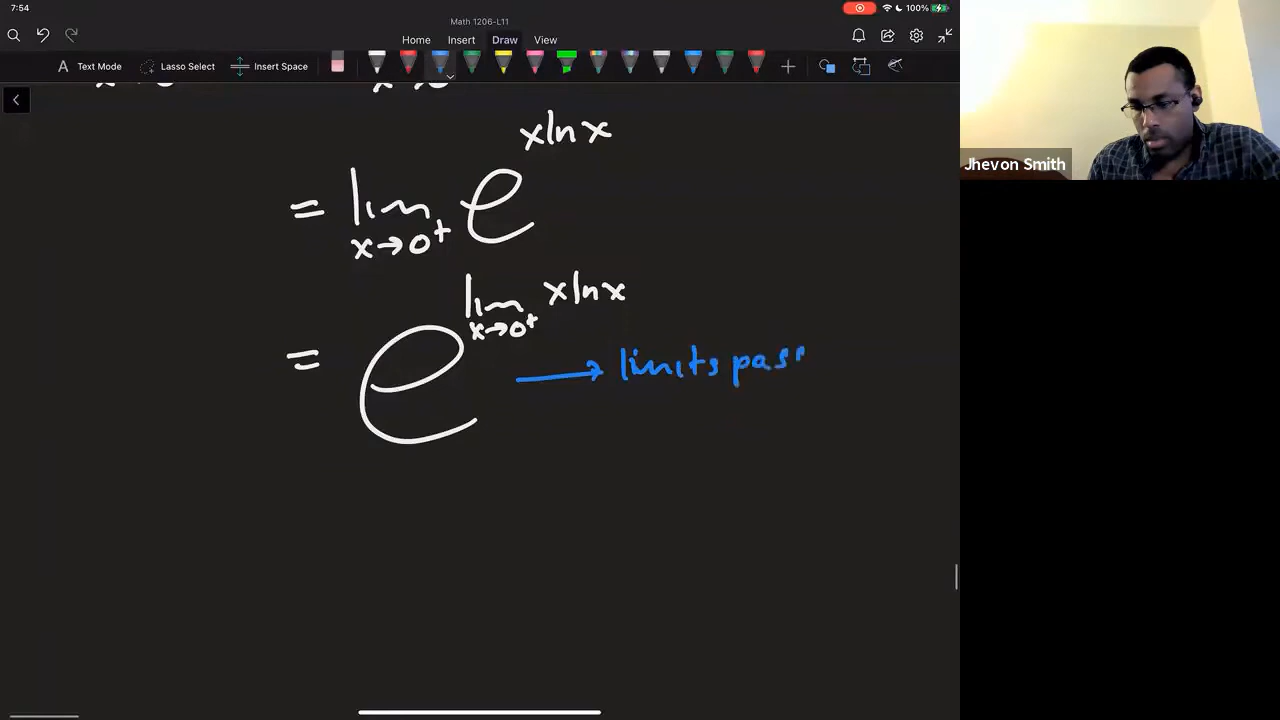 7:54
100%
Math 1206-L11
Home Insert Draw View
Text Mode Lasso Select Insert Space
x ln x
= lim e
x→0⁺
lim x ln x
x→0⁺
= e
→ limits pass
Jhevon Smith